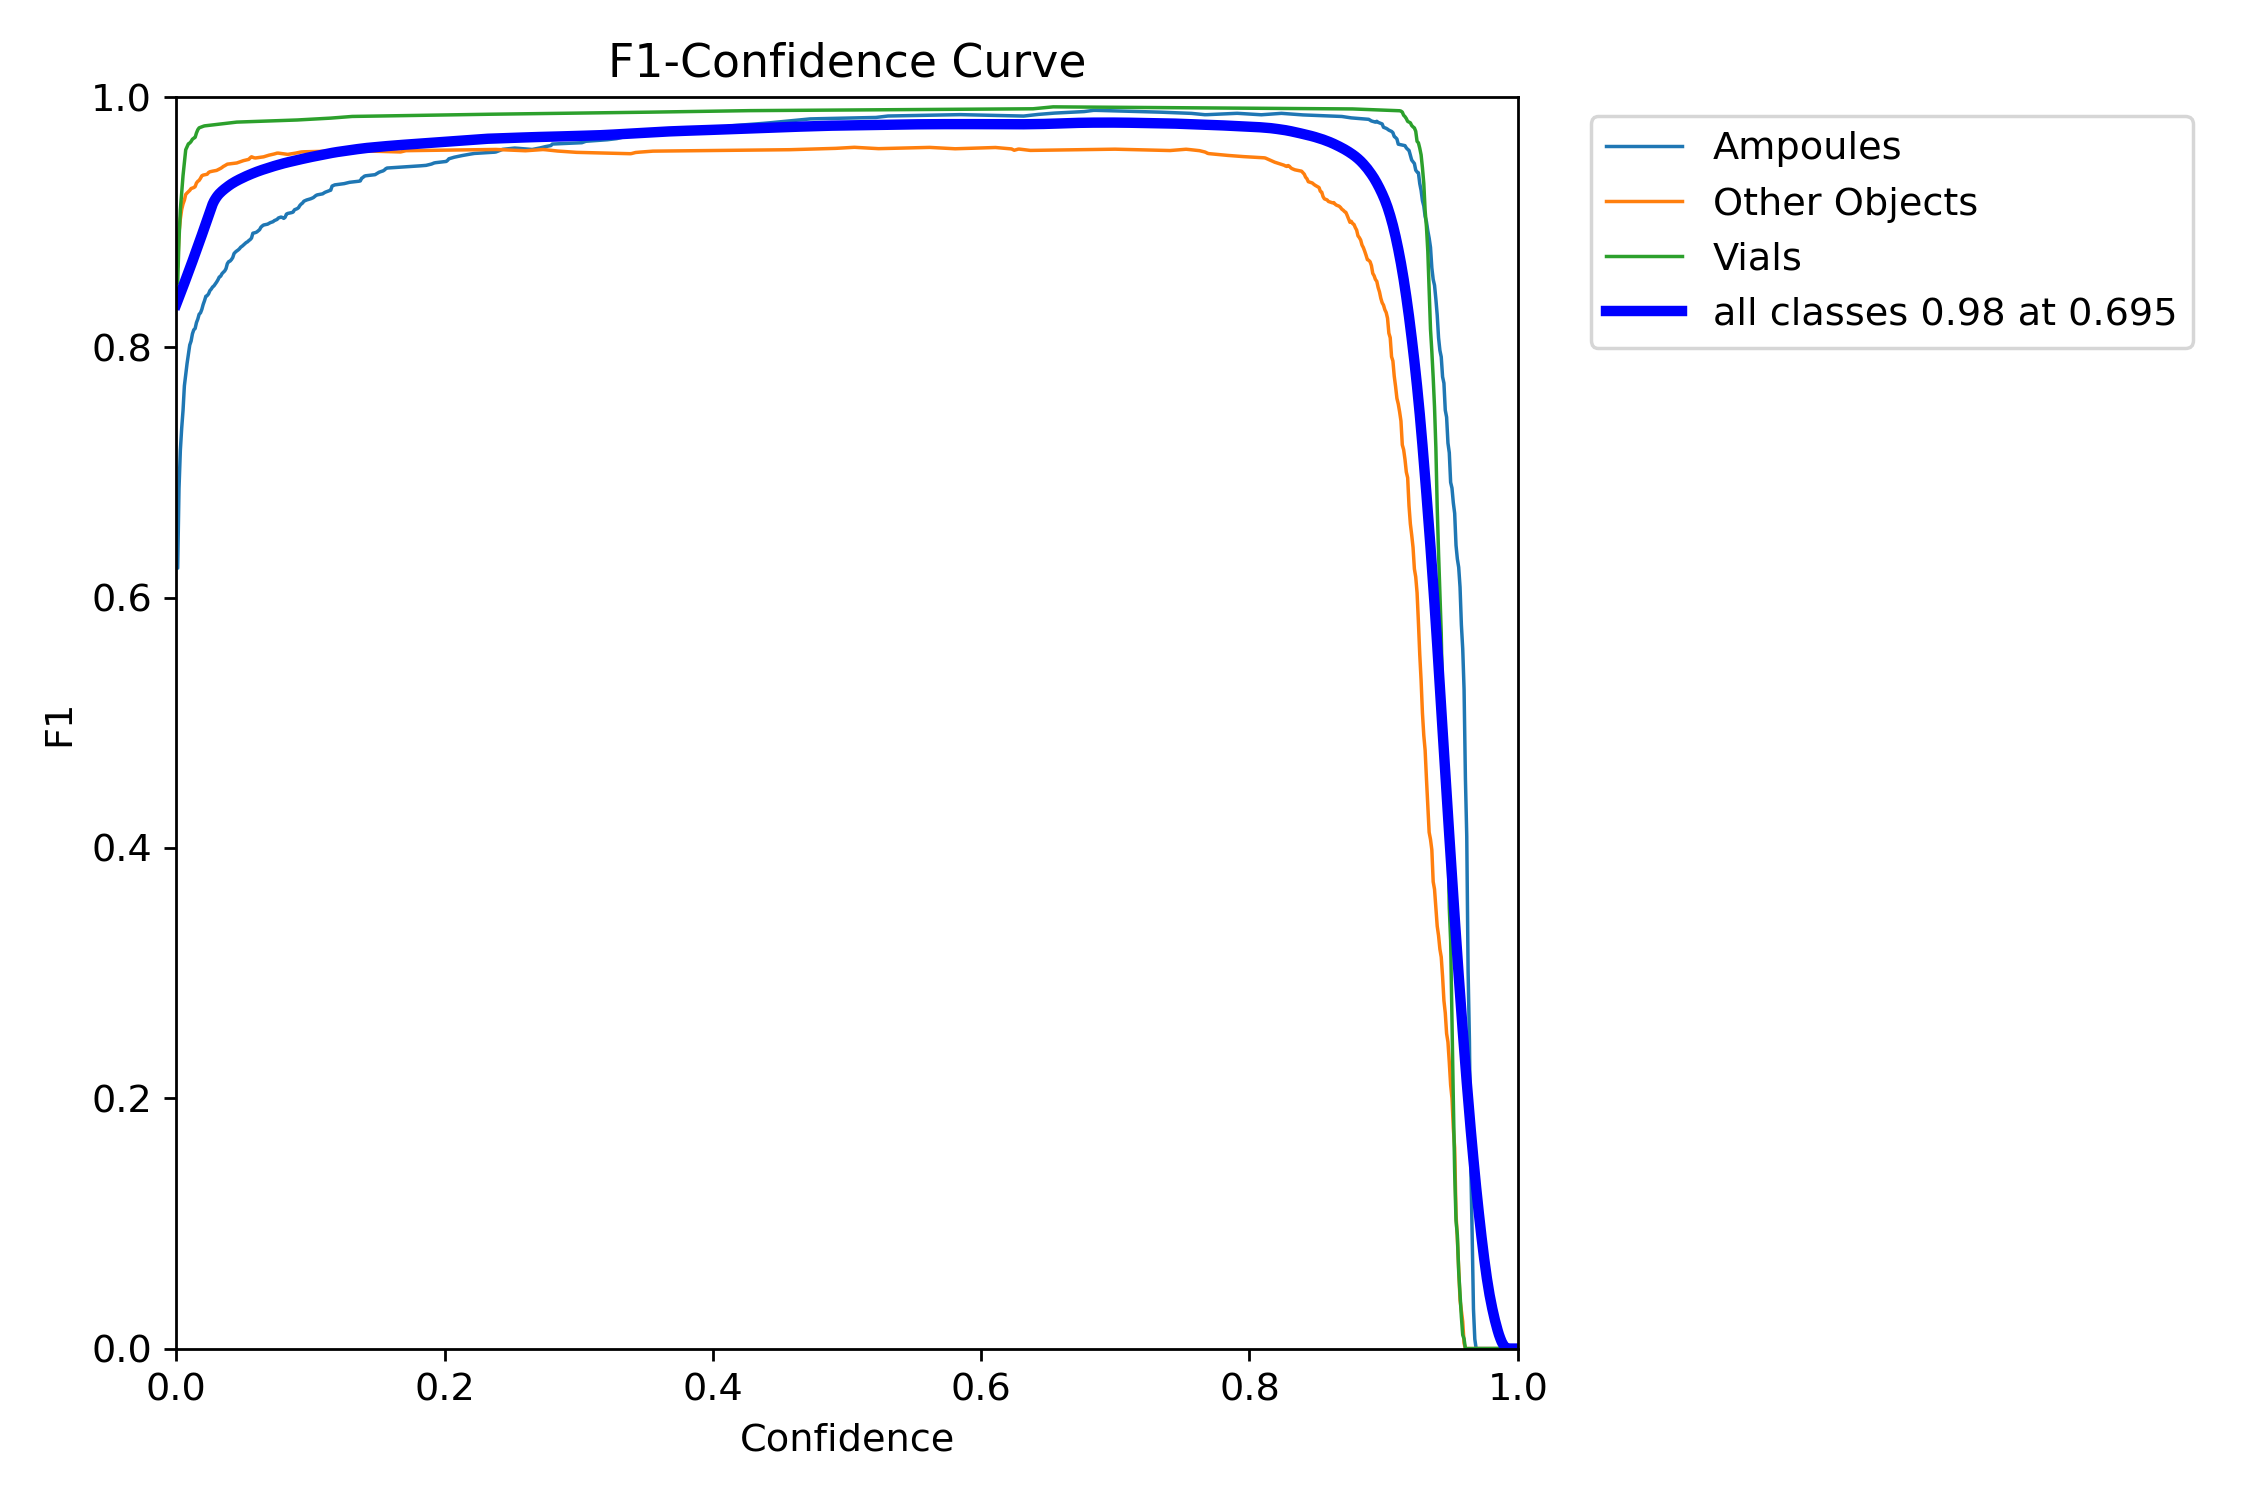 F1-Confidence Curve
1.0
0.8
0.6
0.4
0.2
0.0
F1
0.0 0.2 0.4 0.6 0.8 1.0
Confidence
Ampoules
Other Objects
Vials
all classes 0.98 at 0.695